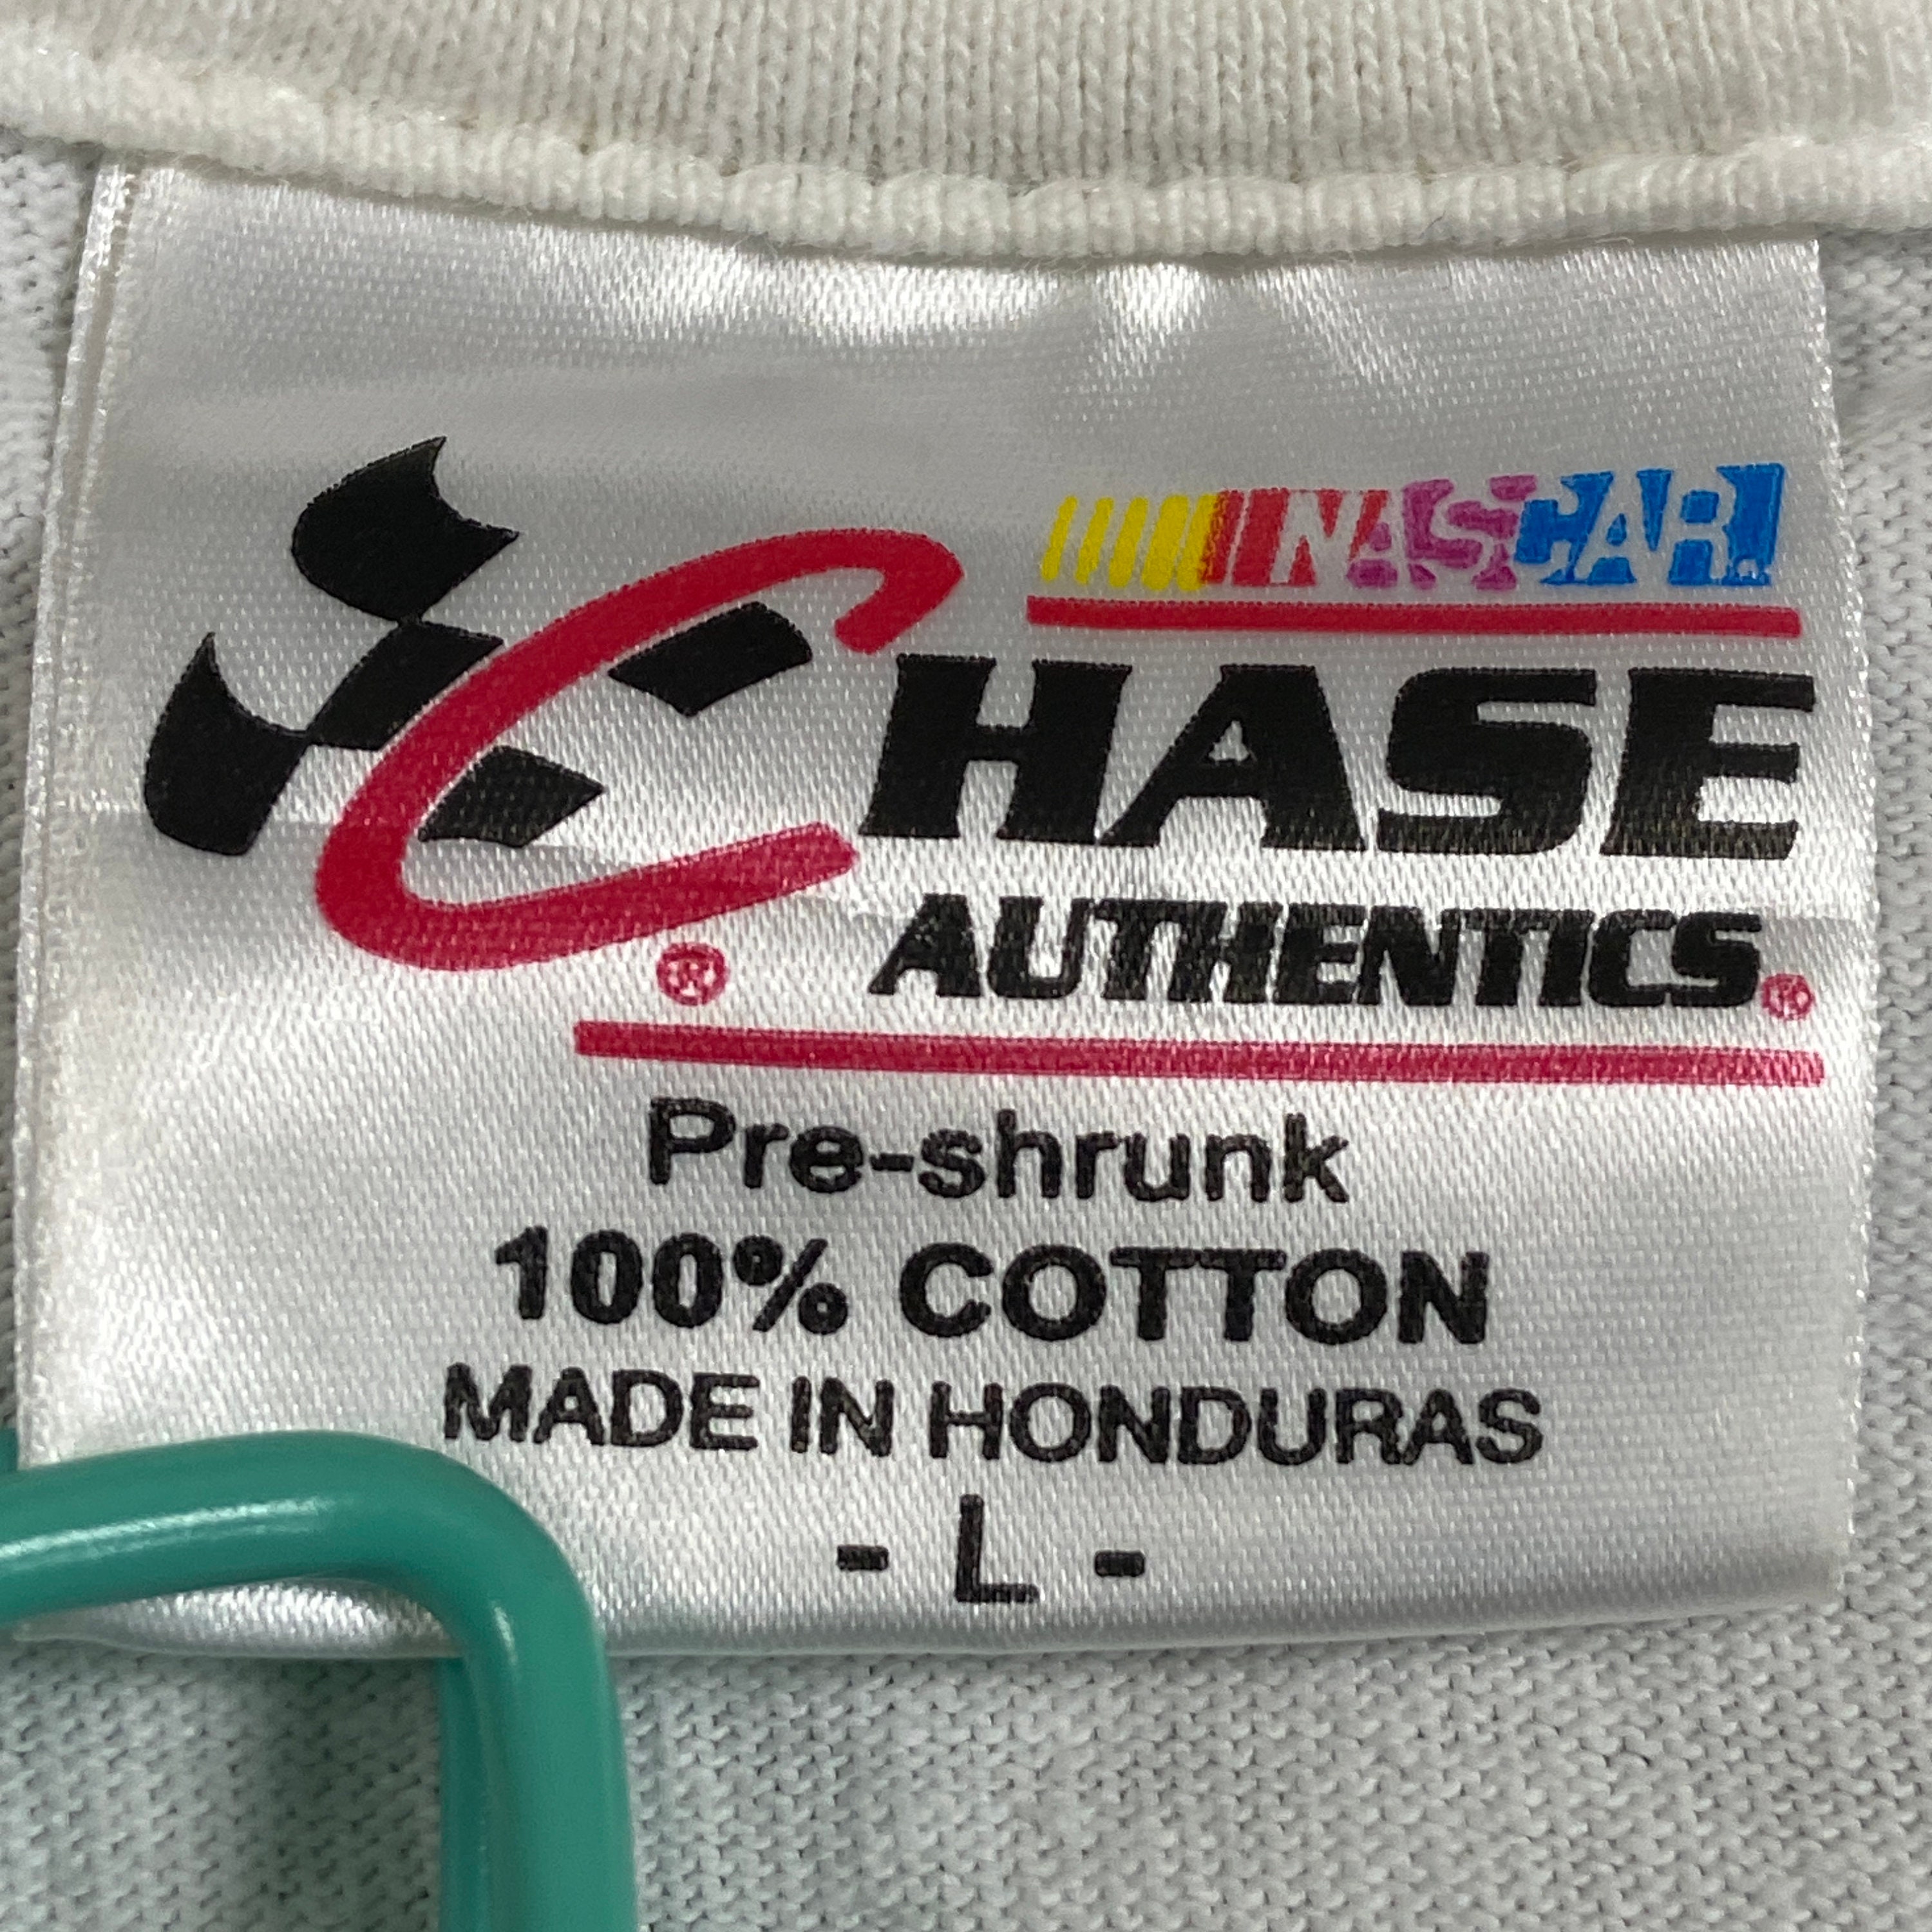 NASCAR.
CHASE
AUTHENTICS®
®
Pre-shrunk
100% COTTON
MADE IN HONDURAS
- L -